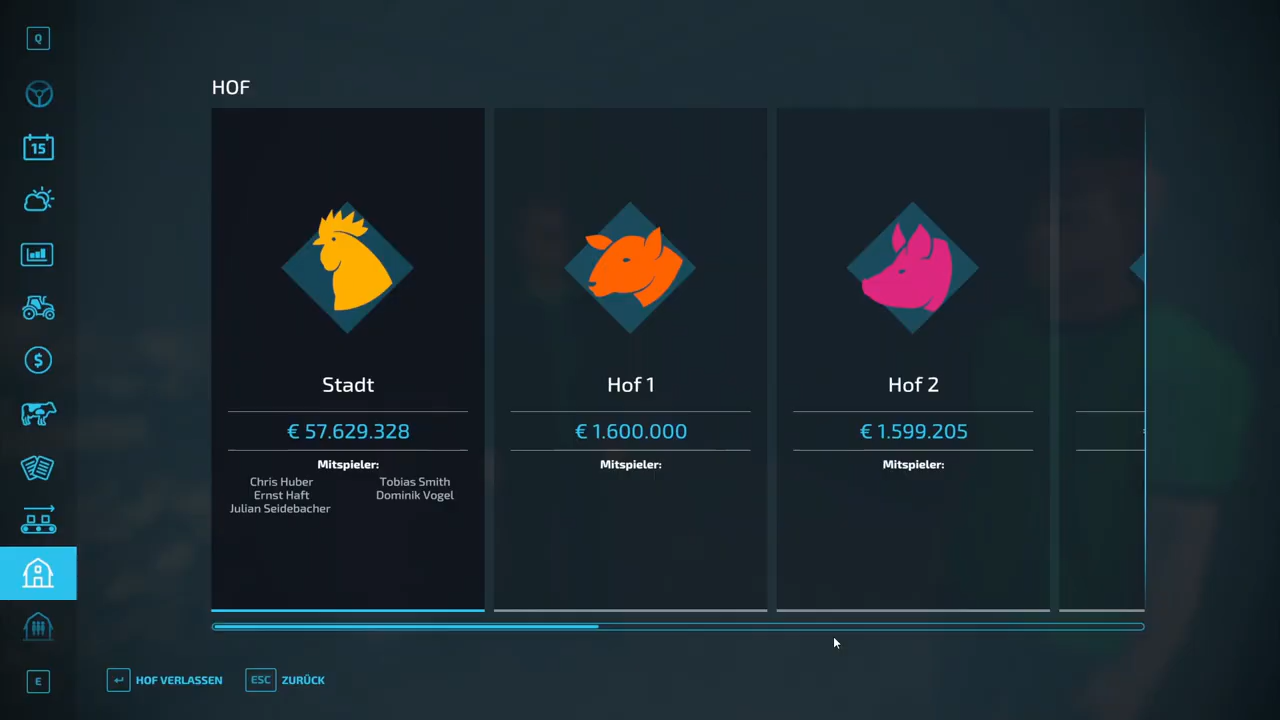 Q
HOF
15
Stadt
€ 57.629.328
Mitspieler:
Chris Huber
Ernst Haft
Julian Seidebacher
Tobias Smith
Dominik Vogel
Hof 1
€ 1.600.000
Mitspieler:
Hof 2
€ 1.599.205
Mitspieler:
E
HOF VERLASSEN
ESC ZURÜCK